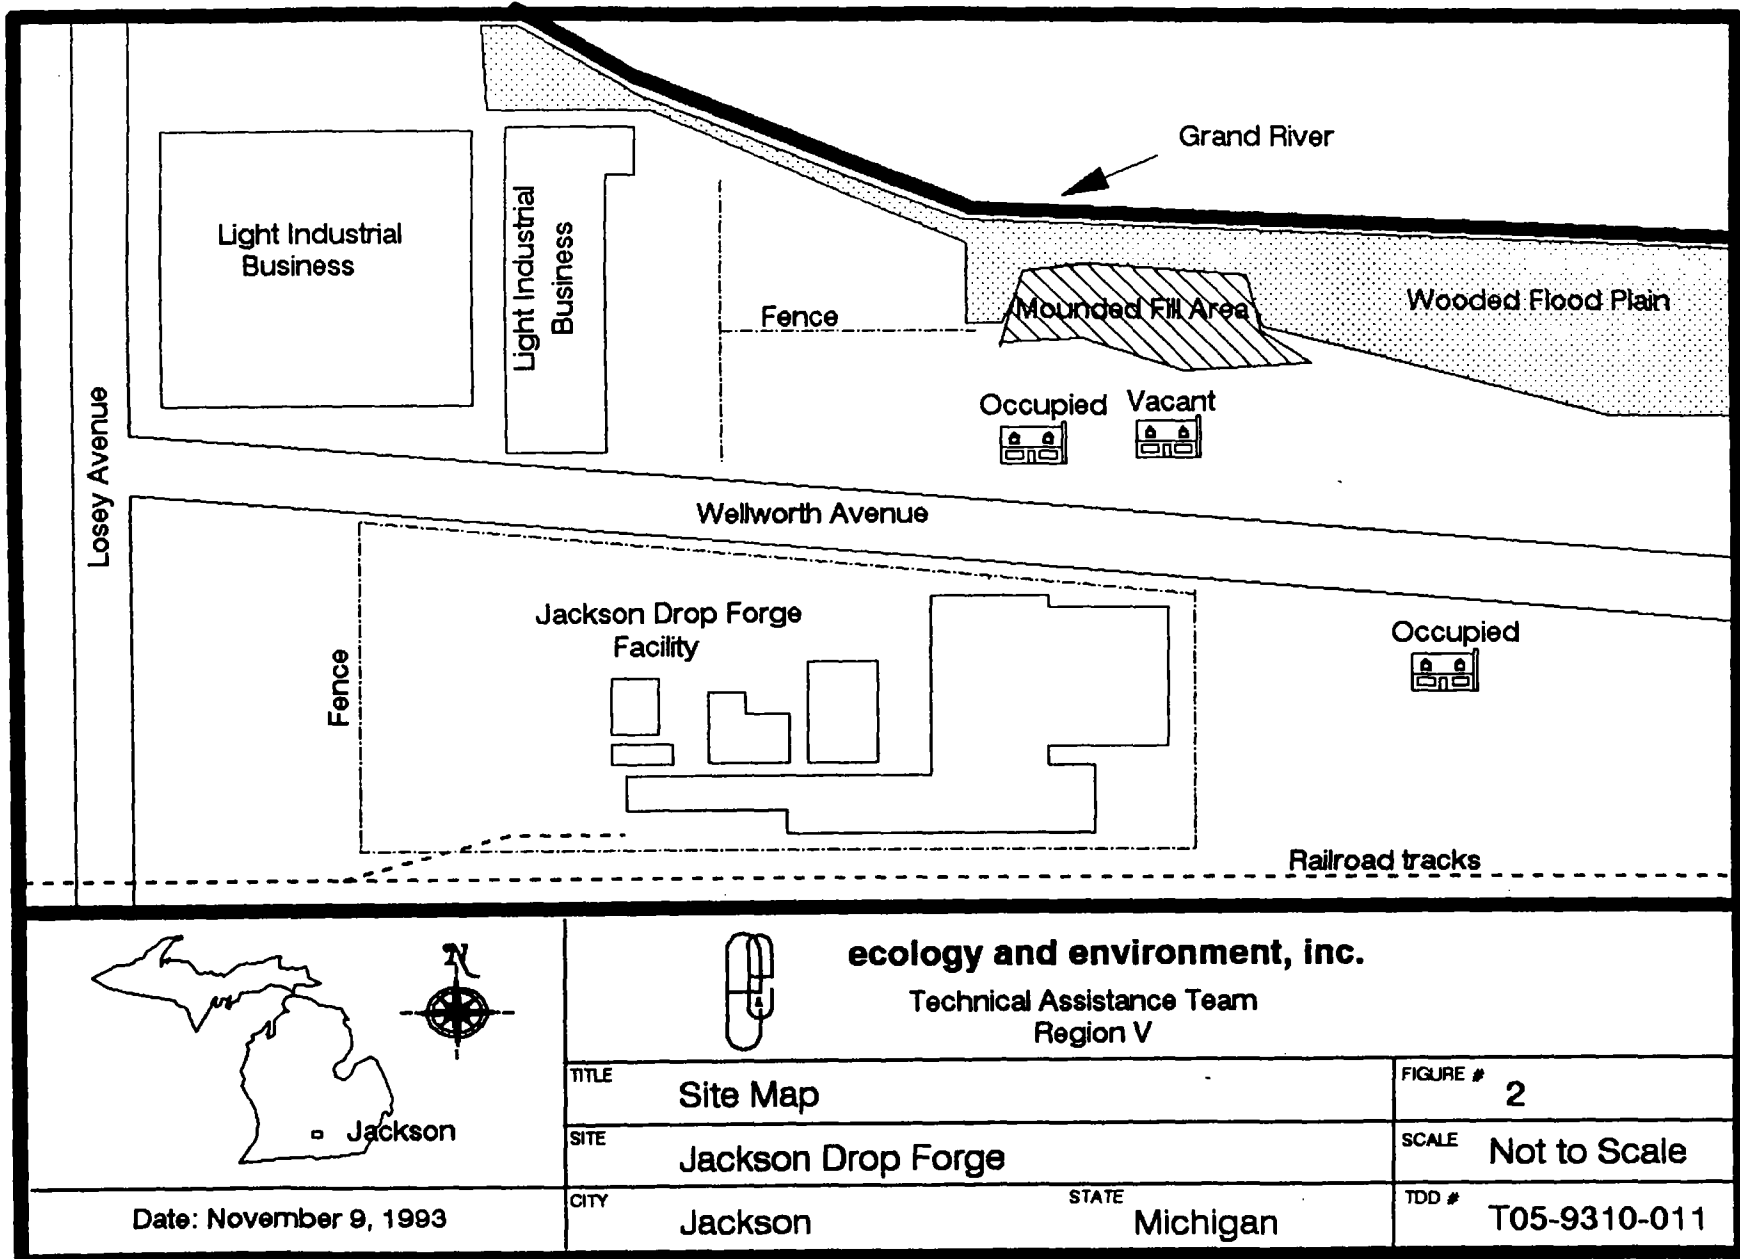 Grand River
Light Industrial
Business
Light Industrial
Business
Fence
Mounded Fill Area
Wooded Flood Plain
Occupied
Vacant
Losey Avenue
Wellworth Avenue
Jackson Drop Forge
Facility
Fence
Occupied
Railroad tracks
N
Jackson
Date: November 9, 1993
ecology and environment, inc.
Technical Assistance Team
Region V
TITLE
Site Map
FIGURE #
2
SITE
Jackson Drop Forge
SCALE
Not to Scale
CITY
Jackson
STATE
Michigan
TDD #
T05-9310-011